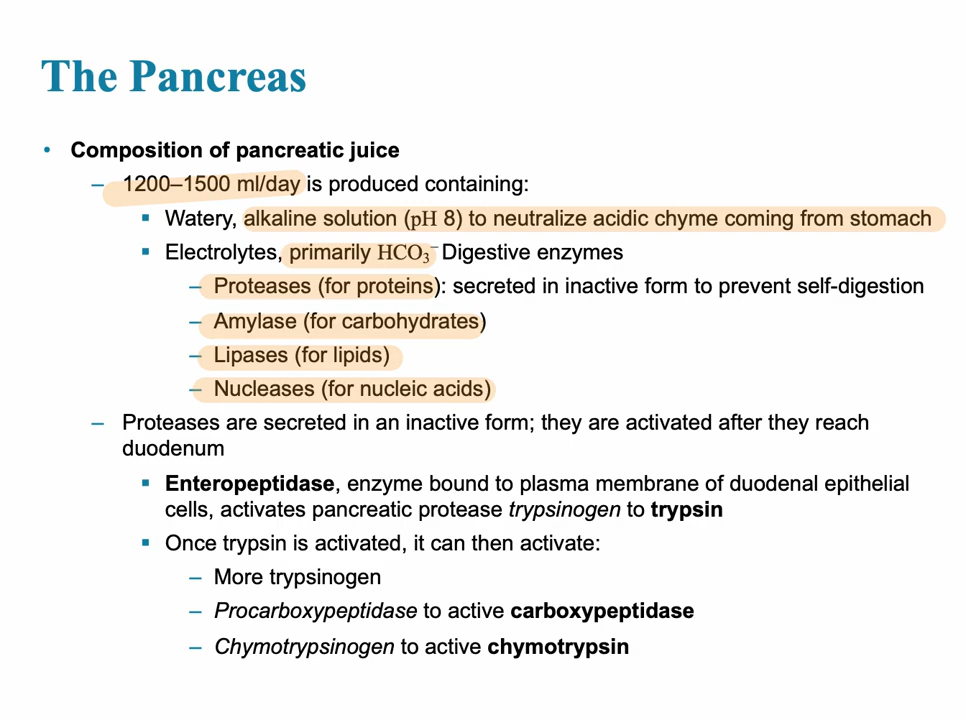 The Pancreas
• Composition of pancreatic juice
– 1200–1500 ml/day is produced containing:
▪ Watery, alkaline solution (pH 8) to neutralize acidic chyme coming from stomach
▪ Electrolytes, primarily HCO₃⁻ Digestive enzymes
– Proteases (for proteins): secreted in inactive form to prevent self-digestion
– Amylase (for carbohydrates)
– Lipases (for lipids)
– Nucleases (for nucleic acids)
– Proteases are secreted in an inactive form; they are activated after they reach
duodenum
▪ Enteropeptidase, enzyme bound to plasma membrane of duodenal epithelial
cells, activates pancreatic protease trypsinogen to trypsin
▪ Once trypsin is activated, it can then activate:
– More trypsinogen
– Procarboxypeptidase to active carboxypeptidase
– Chymotrypsinogen to active chymotrypsin